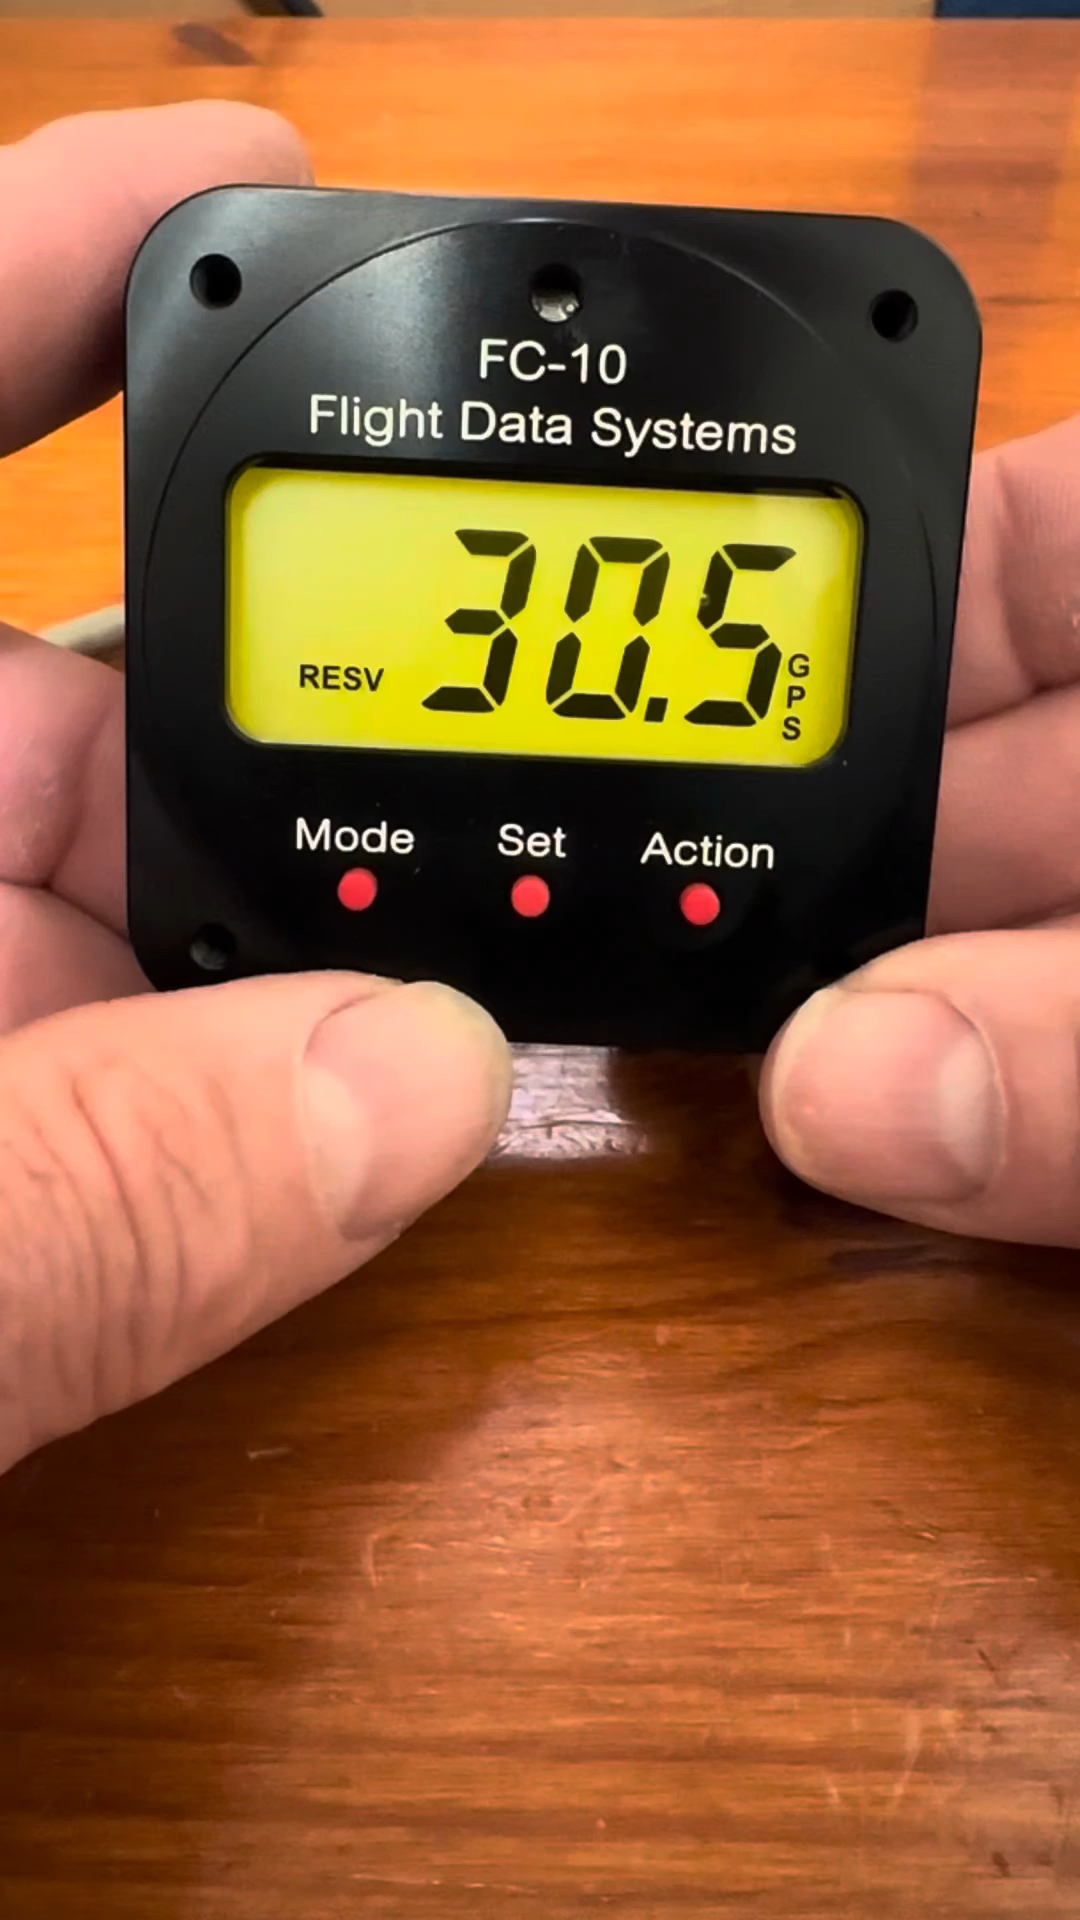 FC-10
Flight Data Systems
RESV 30.5 GPS
Mode Set Action